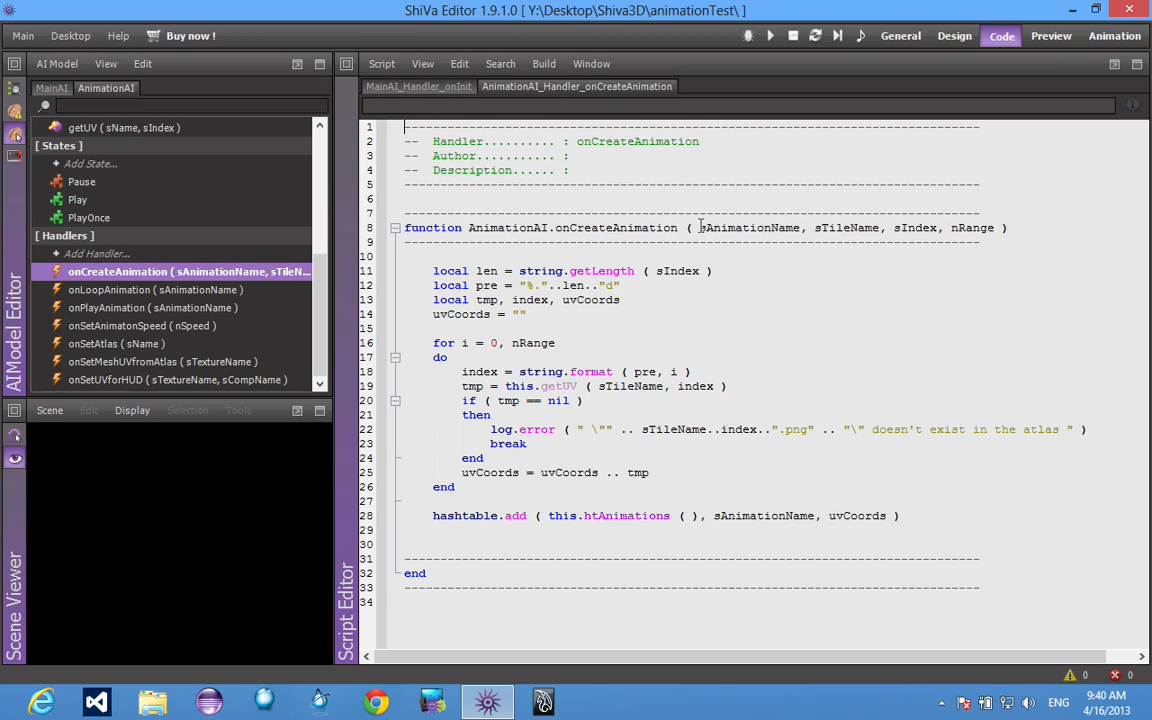 ShiVa Editor 1.9.1.0 [ Y:\Desktop\Shiva3D\animationTest\ ]
Main Desktop Help Buy now ! General Design Code Preview Animation
AI Model View Edit
MainAI AnimationAI
getUV ( sName, sIndex )
[ States ]
Add State...
Pause
Play
PlayOnce
[ Handlers ]
Add Handler...
onCreateAnimation ( sAnimationName, sTileN...
onLoopAnimation ( sAnimationName )
onPlayAnimation ( sAnimationName )
onSetAnimatonSpeed ( nSpeed )
onSetAtlas ( sName )
onSetMeshUVfromAtlas ( sTextureName )
onSetUVforHUD ( sTextureName, sCompName )
AIModel Editor
Scene Edit Display Selection Tools
Scene Viewer
Script View Edit Search Build Window
MainAI_Handler_onInit AnimationAI_Handler_onCreateAnimation
Script Editor
1 --------------------------------------------------------------------------------
2 -- Handler.......... : onCreateAnimation
3 -- Author........... :
4 -- Description...... :
5 --------------------------------------------------------------------------------
6
7 --------------------------------------------------------------------------------
8 function AnimationAI.onCreateAnimation ( sAnimationName, sTileName, sIndex, nRange )
9 --------------------------------------------------------------------------------
10
11 local len = string.getLength ( sIndex )
12 local pre = "%."..len.."d"
13 local tmp, index, uvCoords
14 uvCoords = ""
15
16 for i = 0, nRange
17 do
18 index = string.format ( pre, i )
19 tmp = this.getUV ( sTileName, index )
20 if ( tmp == nil )
21 then
22 log.error ( " \"" .. sTileName..index..".png" .. "\" doesn't exist in the atlas " )
23 break
24 end
25 uvCoords = uvCoords .. tmp
26 end
27
28 hashtable.add ( this.htAnimations ( ), sAnimationName, uvCoords )
29
30
31 --------------------------------------------------------------------------------
32 end
33 --------------------------------------------------------------------------------
34
0 0
ENG 9:40 AM
4/16/2013